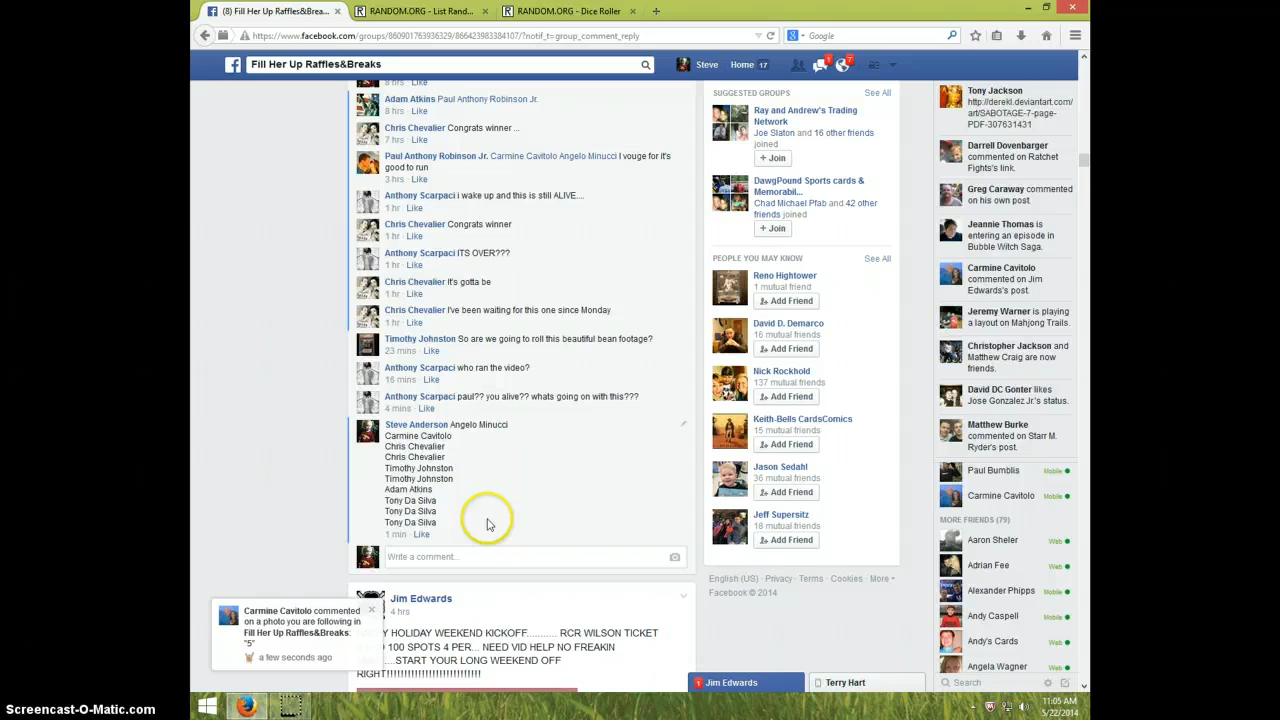 (8) Fill Her Up Raffles&Brea...
RANDOM.ORG - List Rand...
RANDOM.ORG - Dice Roller
https://www.facebook.com/groups/860901763936329/866423983384107/?notif_t=group_comment_reply
Google
Fill Her Up Raffles&Breaks
Steve
Home 17
1
7
8 hrs · Like
Adam Atkins Paul Anthony Robinson Jr.
8 hrs · Like
Chris Chevalier Congrats winner ...
7 hrs · Like
Paul Anthony Robinson Jr. Carmine Cavitolo Angelo Minucci I vouge for it's
good to run
3 hrs · Like
Anthony Scarpaci i wake up and this is still ALIVE....
1 hr · Like
Chris Chevalier Congrats winner
1 hr · Like
Anthony Scarpaci ITS OVER???
1 hr · Like
Chris Chevalier It's gotta be
1 hr · Like
Chris Chevalier I've been waiting for this one since Monday
1 hr · Like
Timothy Johnston So are we going to roll this beautiful bean footage?
23 mins · Like
Anthony Scarpaci who ran the video?
16 mins · Like
Anthony Scarpaci paul?? you alive?? whats going on with this???
4 mins · Like
Steve Anderson Angelo Minucci
Carmine Cavitolo
Chris Chevalier
Chris Chevalier
Timothy Johnston
Timothy Johnston
Adam Atkins
Tony Da Silva
Tony Da Silva
Tony Da Silva
1 min · Like
Write a comment...
Jim Edwards
4 hrs
HOLIDAY WEEKEND KICKOFF........... RCR WILSON TICKET
100 SPOTS 4 PER... NEED VID HELP NO FREAKIN
....START YOUR LONG WEEKEND OFF
RIGHT!!!!!!!!!!!!!!!!!!!!!!!!!!!
Carmine Cavitolo commented
on a photo you are following in
Fill Her Up Raffles&Breaks:
"5"
a few seconds ago
SUGGESTED GROUPS
See All
Ray and Andrew's Trading
Network
Joe Slaton and 16 other friends
joined
+ Join
DawgPound Sports cards &
Memorabil...
Chad Michael Pfab and 42 other
friends joined
+ Join
PEOPLE YOU MAY KNOW
See All
Reno Hightower
1 mutual friend
Add Friend
David D. Demarco
16 mutual friends
Add Friend
Nick Rockhold
137 mutual friends
Add Friend
Keith-Bells CardsComics
15 mutual friends
Add Friend
Jason Sedahl
36 mutual friends
Add Friend
Jeff Supersitz
18 mutual friends
Add Friend
English (US) · Privacy · Terms · Cookies · More
Facebook © 2014
Tony Jackson
http://derekl.deviantart.com/
art/SABOTAGE-7-page-
PDF-307631431
Darrell Dovenbarger
commented on Ratchet
Fights's link.
Greg Caraway commented
on his own post.
Jeannie Thomas is
entering an episode in
Bubble Witch Saga.
Carmine Cavitolo
commented on Jim
Edwards's post.
Jeremy Warner is playing
a layout on Mahjong Trails.
Christopher Jackson and
Matthew Craig are now
friends.
David DC Gonter likes
Jose Gonzalez Jr.'s status.
Matthew Burke
commented on Starr M.
Ryder's post.
Paul Bumblis Mobile
Carmine Cavitolo Mobile
MORE FRIENDS (79)
Aaron Sheler Web
Adrian Fee Web
Alexander Phipps Mobile
Andy Caspell Web
Andy's Cards Web
Angela Wagner Mobile
Search
1 Jim Edwards
Terry Hart
11:05 AM
5/22/2014
Screencast-O-Matic.com